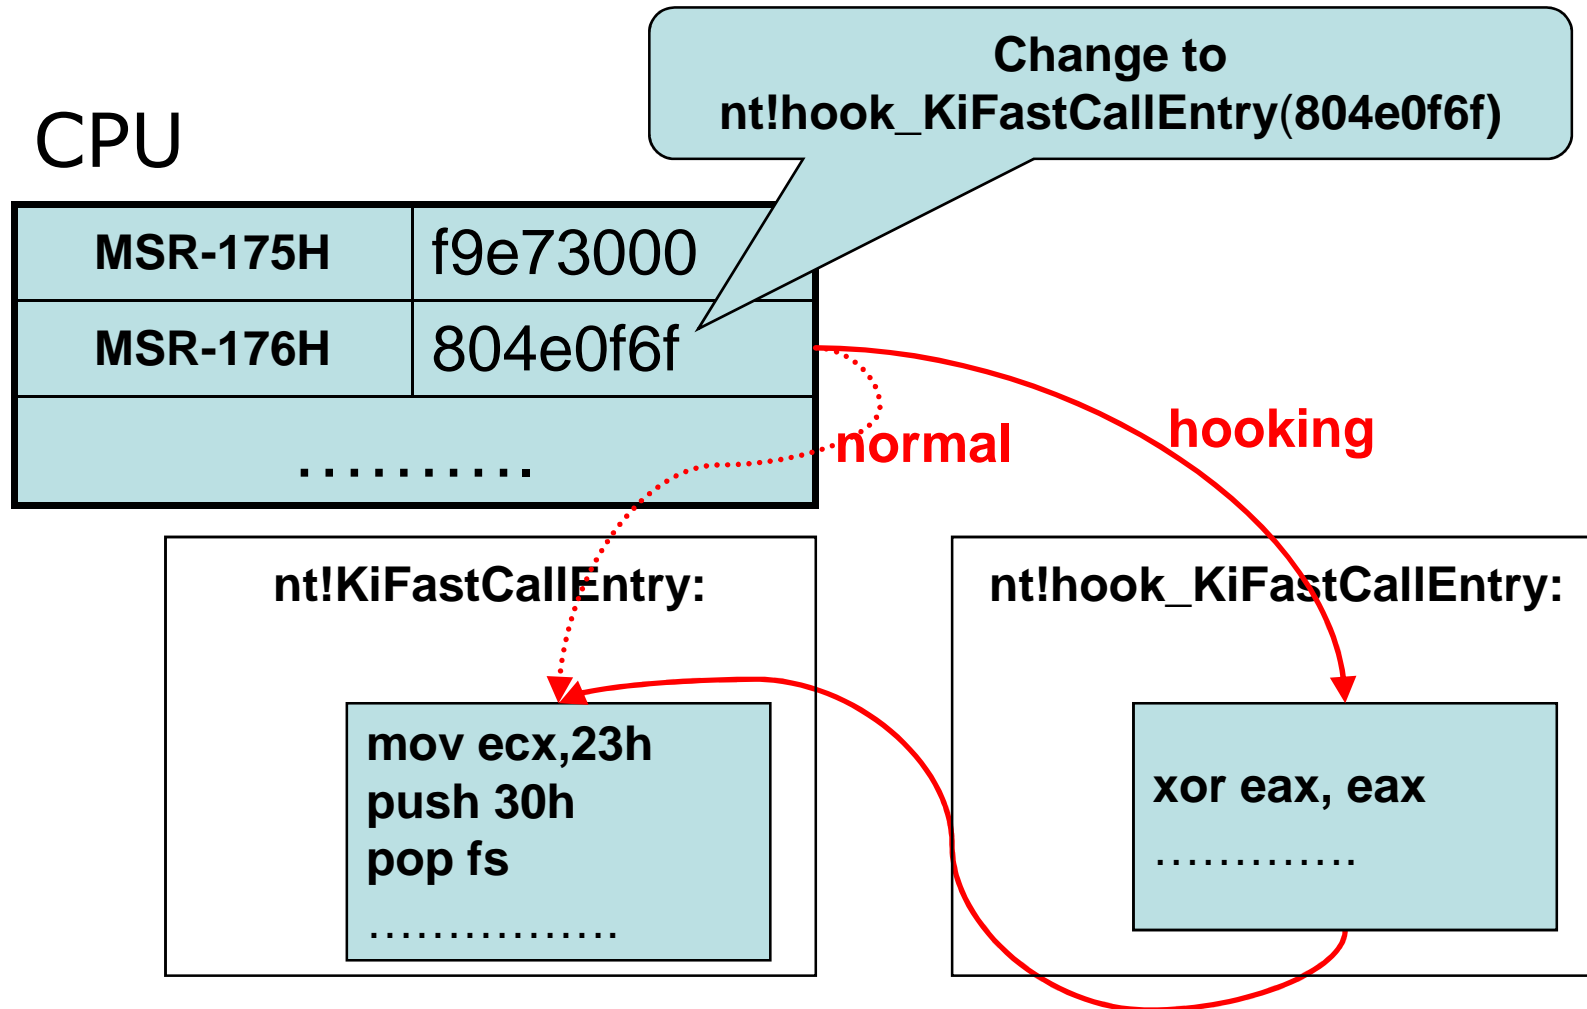 Change to
nt!hook_KiFastCallEntry(804e0f6f)
CPU
MSR-175H f9e73000
MSR-176H 804e0f6f
..........
normal
hooking
nt!KiFastCallEntry:
nt!hook_KiFastCallEntry:
mov ecx,23h
push 30h
pop fs
................
xor eax, eax
.............